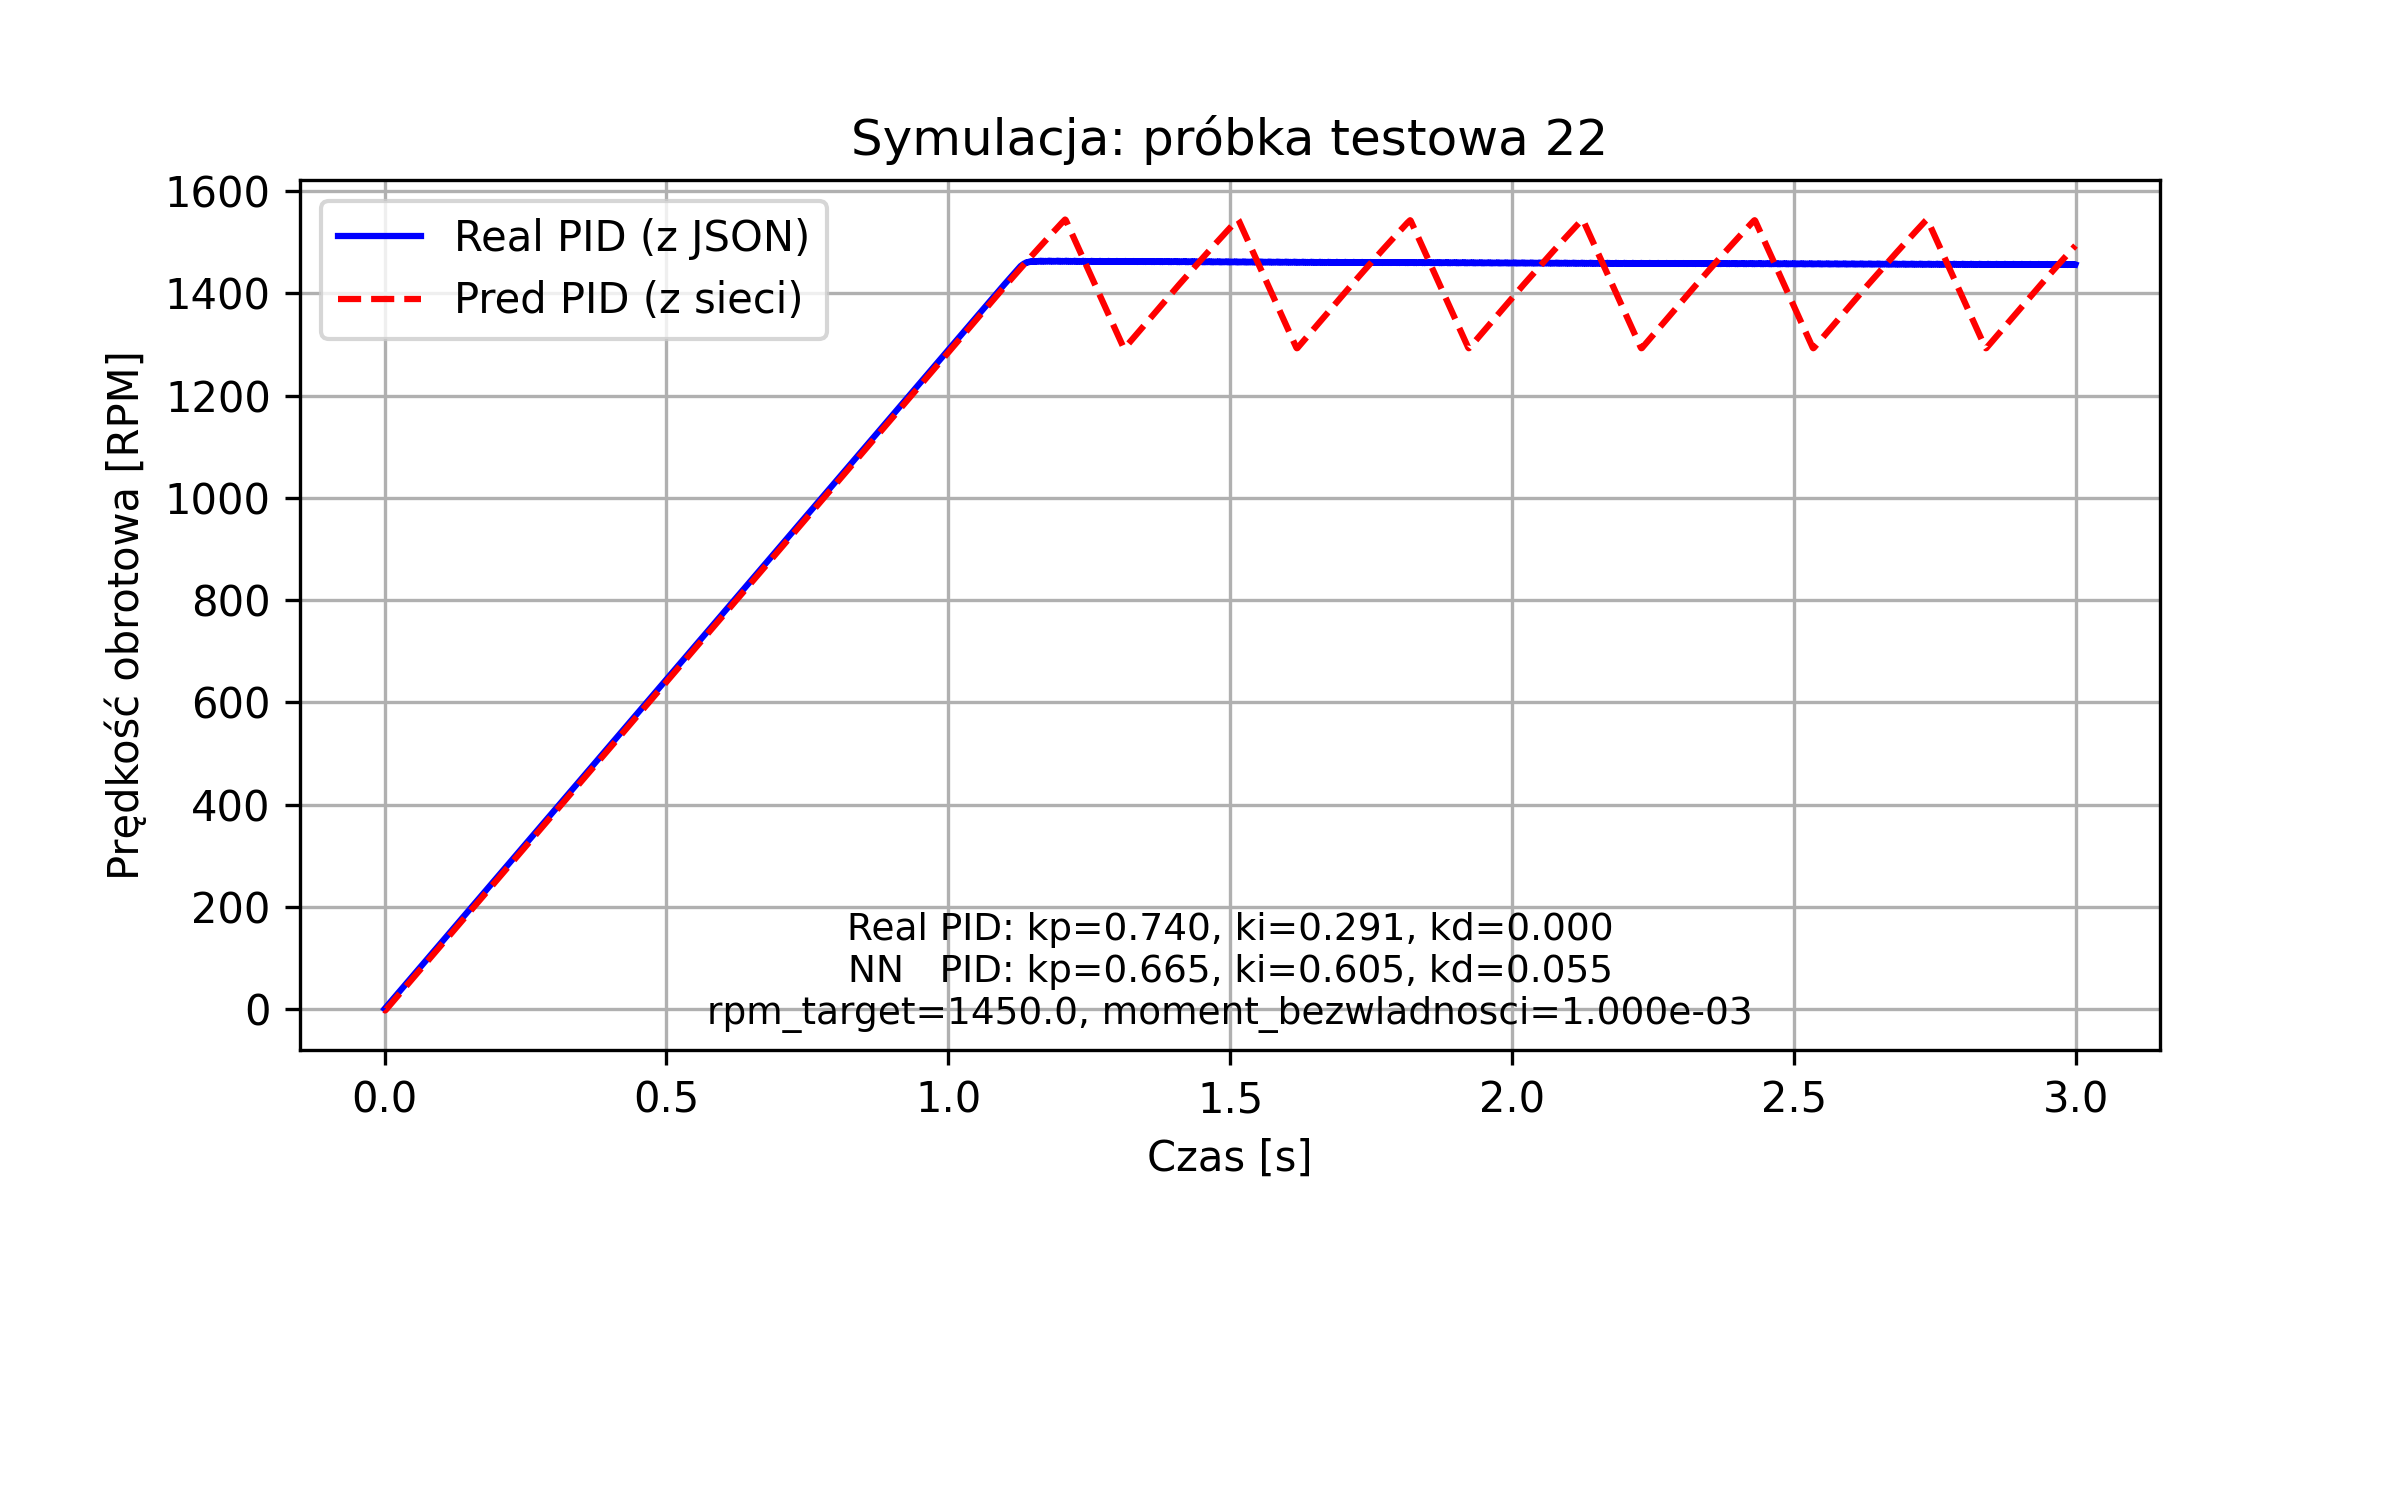 Symulacja: próbka testowa 22
1600
1400
1200
1000
800
600
400
200
0
Prędkość obrotowa [RPM]
Real PID (z JSON)
Pred PID (z sieci)
Real PID: kp=0.740, ki=0.291, kd=0.000
NN   PID: kp=0.665, ki=0.605, kd=0.055
rpm_target=1450.0, moment_bezwladnosci=1.000e-03
0.0 0.5 1.0 1.5 2.0 2.5 3.0
Czas [s]